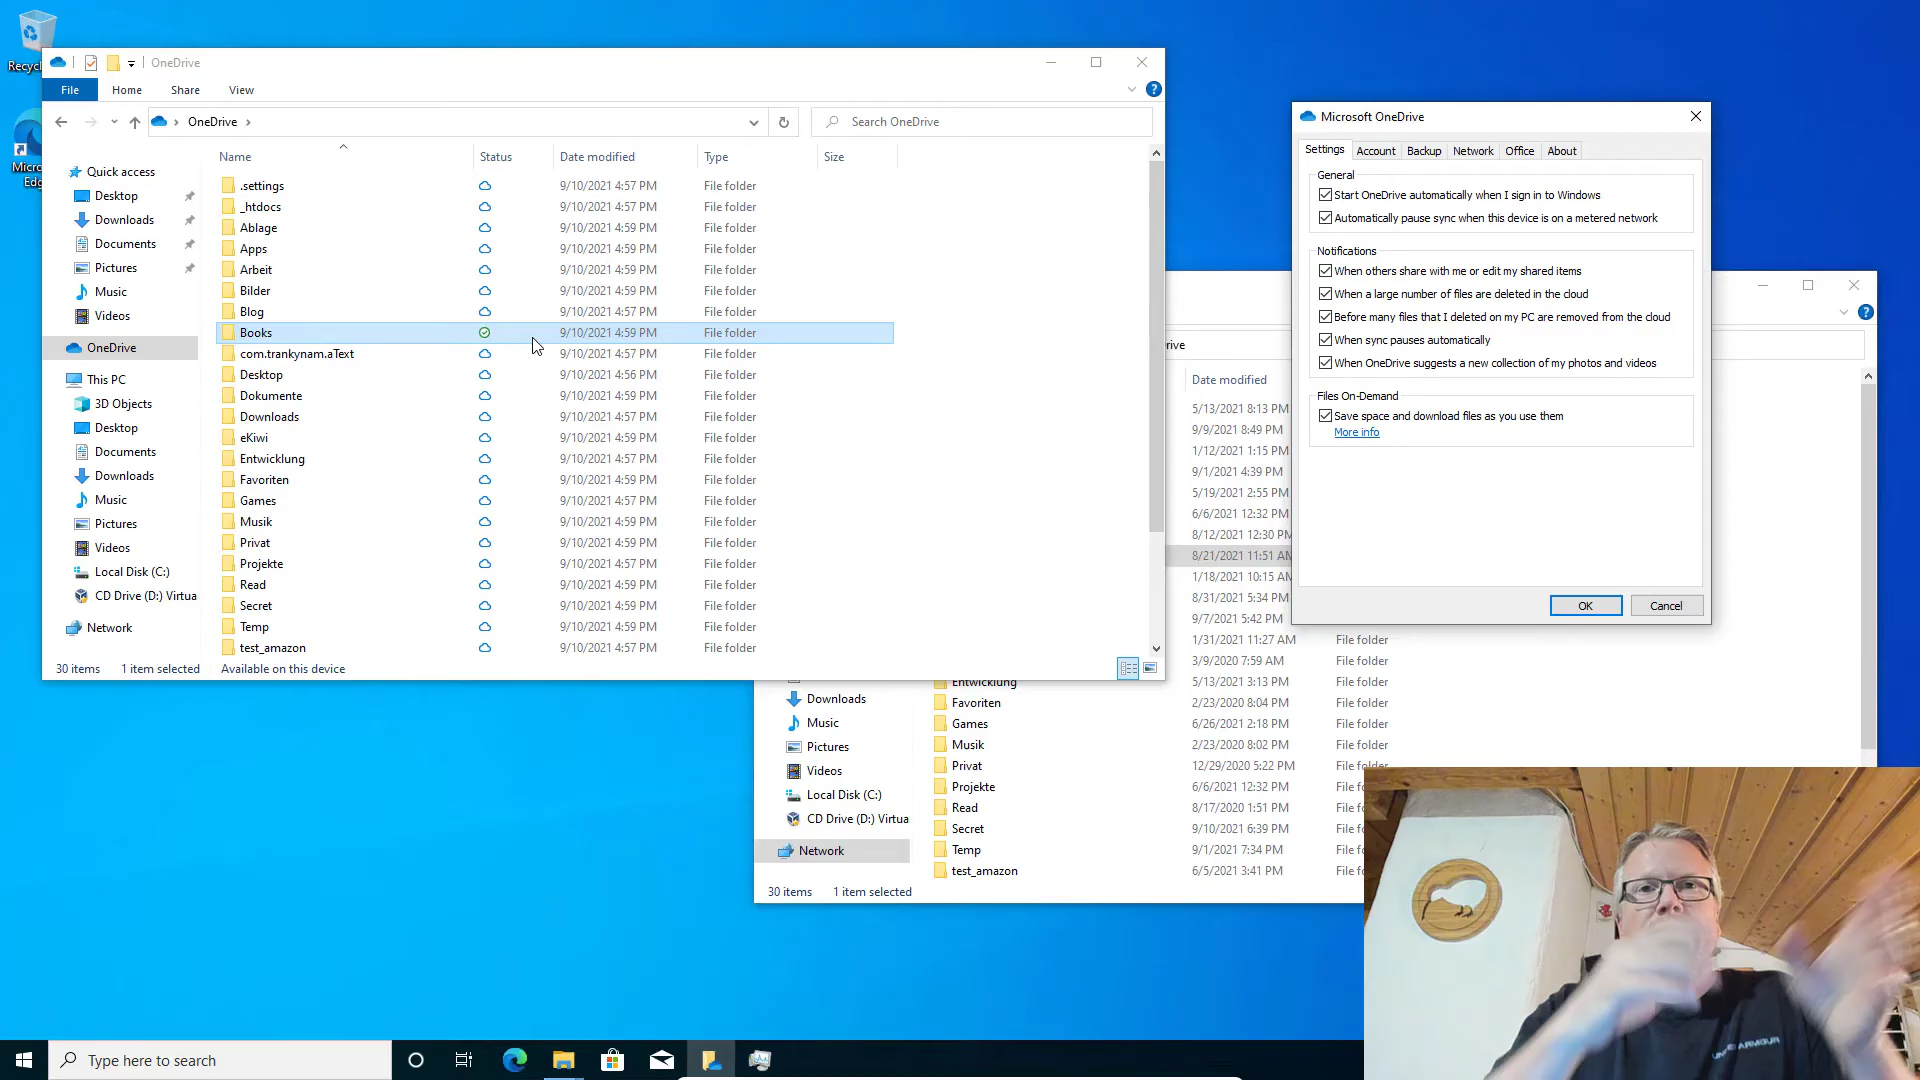 Recyc
Micro
Edg
OneDrive
File
Home
Share
View
OneDrive
Search OneDrive
Name
Status
Date modified
Type
Size
Quick access
Desktop
Downloads
Documents
Pictures
Music
Videos
OneDrive
This PC
3D Objects
Desktop
Documents
Downloads
Music
Pictures
Videos
Local Disk (C:)
CD Drive (D:) Virtua
Network
.settings 9/10/2021 4:57 PM File folder
_htdocs 9/10/2021 4:57 PM File folder
Ablage 9/10/2021 4:59 PM File folder
Apps 9/10/2021 4:59 PM File folder
Arbeit 9/10/2021 4:59 PM File folder
Bilder 9/10/2021 4:59 PM File folder
Blog 9/10/2021 4:57 PM File folder
Books 9/10/2021 4:59 PM File folder
com.trankynam.aText 9/10/2021 4:57 PM File folder
Desktop 9/10/2021 4:56 PM File folder
Dokumente 9/10/2021 4:59 PM File folder
Downloads 9/10/2021 4:57 PM File folder
eKiwi 9/10/2021 4:59 PM File folder
Entwicklung 9/10/2021 4:57 PM File folder
Favoriten 9/10/2021 4:59 PM File folder
Games 9/10/2021 4:57 PM File folder
Musik 9/10/2021 4:59 PM File folder
Privat 9/10/2021 4:59 PM File folder
Projekte 9/10/2021 4:57 PM File folder
Read 9/10/2021 4:59 PM File folder
Secret 9/10/2021 4:59 PM File folder
Temp 9/10/2021 4:59 PM File folder
test_amazon 9/10/2021 4:57 PM File folder
30 items 1 item selected Available on this device
Microsoft OneDrive
Settings Account Backup Network Office About
General
Start OneDrive automatically when I sign in to Windows
Automatically pause sync when this device is on a metered network
Notifications
When others share with me or edit my shared items
When a large number of files are deleted in the cloud
Before many files that I deleted on my PC are removed from the cloud
When sync pauses automatically
When OneDrive suggests a new collection of my photos and videos
Files On-Demand
Save space and download files as you use them
More info
OK
Cancel
rive
Date modified
5/13/2021 8:13 PM
9/9/2021 8:49 PM
1/12/2021 1:15 PM
9/1/2021 4:39 PM
5/19/2021 2:55 PM
6/6/2021 12:32 PM
8/12/2021 12:30 PM
8/21/2021 11:51 AM
1/18/2021 10:15 AM
8/31/2021 5:34 PM
9/7/2021 5:42 PM
1/31/2021 11:27 AM File folder
3/9/2020 7:59 AM File folder
Entwicklung 5/13/2021 3:13 PM File folder
Favoriten 2/23/2020 8:04 PM File folder
Games 6/26/2021 2:18 PM File folder
Musik 2/23/2020 8:02 PM File folder
Privat 12/29/2020 5:22 PM File folder
Projekte 6/6/2021 12:32 PM
Read 8/17/2020 1:51 PM
Secret 9/10/2021 6:39 PM
Temp 9/1/2021 7:34 PM
test_amazon 6/5/2021 3:41 PM
File fo
File fo
File fo
File fo
File fo
Downloads
Music
Pictures
Videos
Local Disk (C:)
CD Drive (D:) Virtua
Network
30 items 1 item selected
Type here to search